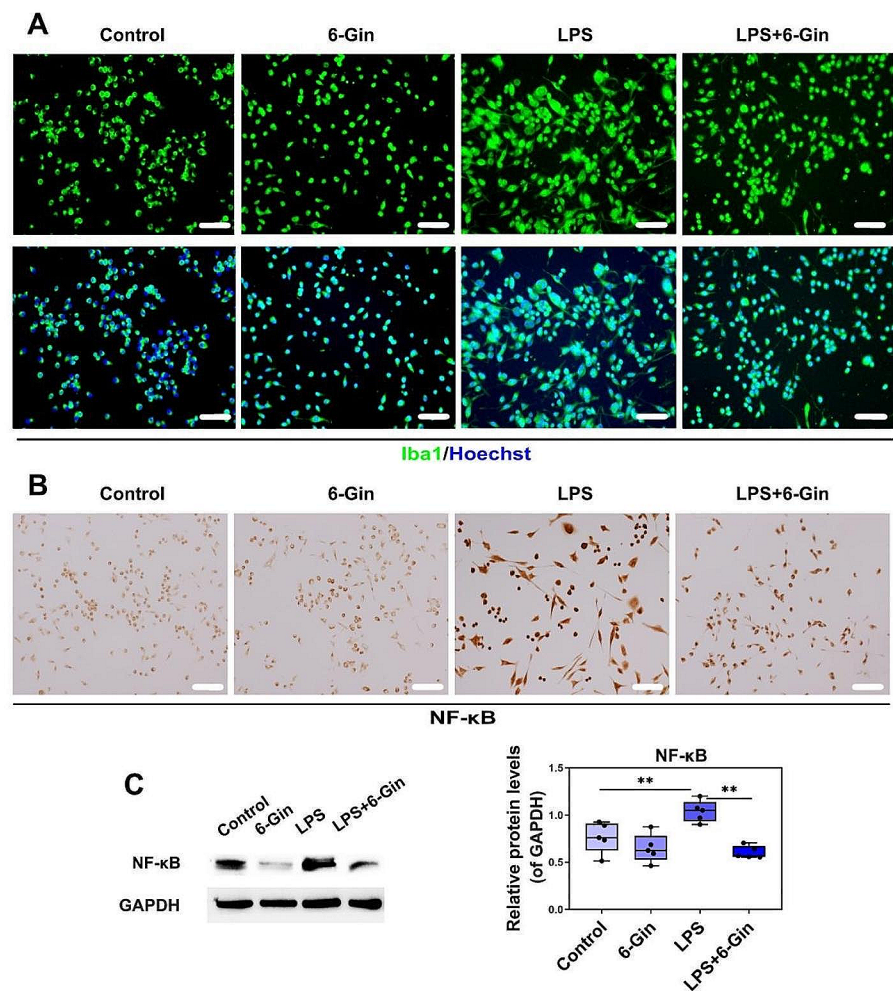 A
Control 6-Gin LPS LPS+6-Gin
Iba1/Hoechst
B
Control 6-Gin LPS LPS+6-Gin
NF-κB
C
Control 6-Gin LPS LPS+6-Gin
NF-κB
GAPDH
NF-κB
Relative protein levels
(of GAPDH)
1.5
1.0
0.5
0.0
** **
Control 6-Gin LPS LPS+6-Gin